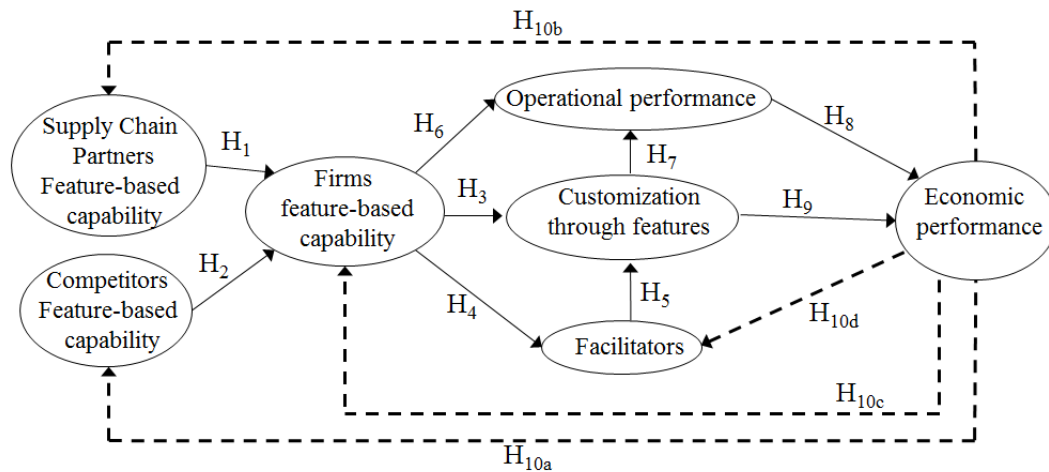 H10b
Supply Chain
Partners
Feature-based
capability
H1
Competitors
Feature-based
capability
H2
Firms
feature-based
capability
H6
H3
H4
Operational performance
H7
Customization
through features
H5
Facilitators
H8
H9
H10d
Economic
performance
H10c
H10a